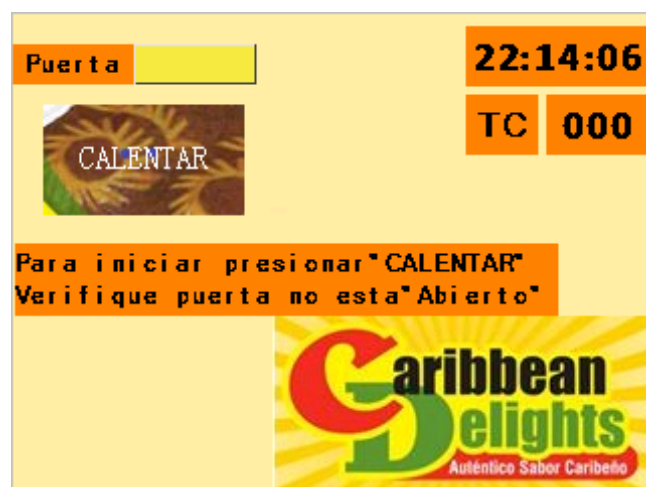 Puerta
22:14:06
TC 000
CALENTAR
Para iniciar presionar"CALENTAR"
Verifique puerta no esta"Abierto"
Caribbean
Delights
Auténtico Sabor Caribeño